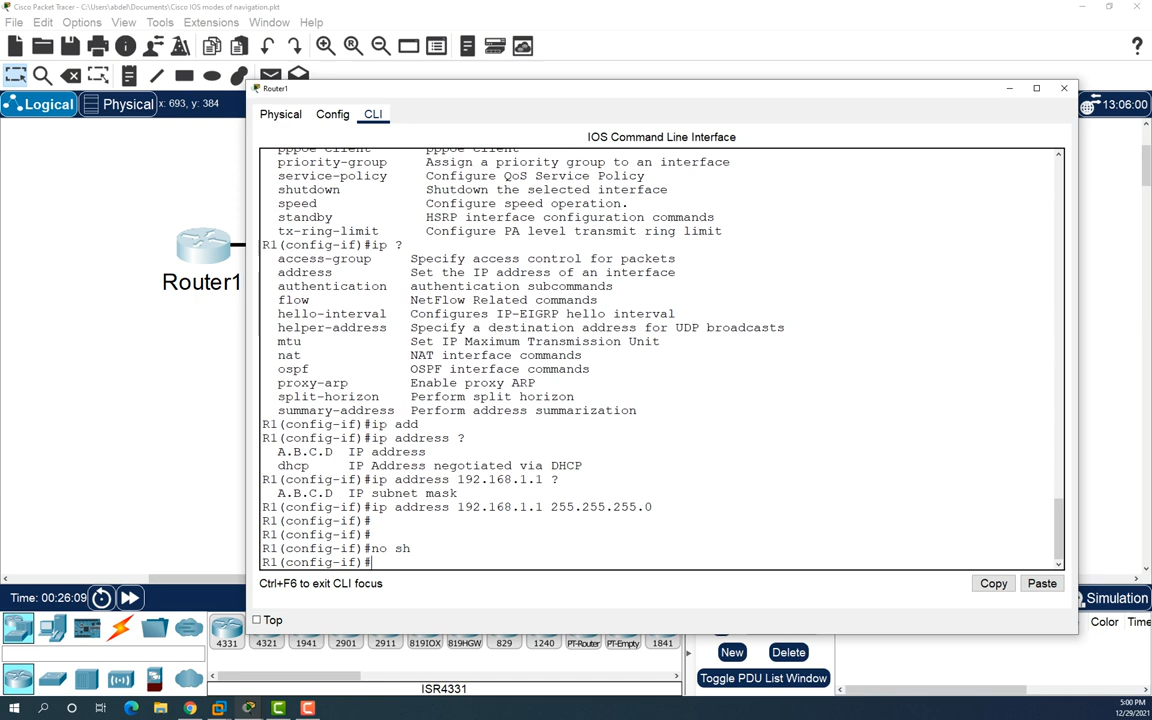 Cisco Packet Tracer - C:\Users\abdel\Documents\Cisco IOS modes of navigation.pkt
File Edit Options View Tools Extensions Window Help
?
Logical Physical x: 693, y: 384
13:06:00
Router1
Router1
Physical Config CLI
IOS Command Line Interface
pppoe-client pppoe client
priority-group Assign a priority group to an interface
service-policy Configure QoS Service Policy
shutdown Shutdown the selected interface
speed Configure speed operation.
standby HSRP interface configuration commands
tx-ring-limit Configure PA level transmit ring limit
R1(config-if)#ip ?
access-group Specify access control for packets
address Set the IP address of an interface
authentication authentication subcommands
flow NetFlow Related commands
hello-interval Configures IP-EIGRP hello interval
helper-address Specify a destination address for UDP broadcasts
mtu Set IP Maximum Transmission Unit
nat NAT interface commands
ospf OSPF interface commands
proxy-arp Enable proxy ARP
split-horizon Perform split horizon
summary-address Perform address summarization
R1(config-if)#ip add
R1(config-if)#ip address ?
A.B.C.D IP address
dhcp IP Address negotiated via DHCP
R1(config-if)#ip address 192.168.1.1 ?
A.B.C.D IP subnet mask
R1(config-if)#ip address 192.168.1.1 255.255.255.0
R1(config-if)#
R1(config-if)#
R1(config-if)#no sh
R1(config-if)#
Ctrl+F6 to exit CLI focus
Copy Paste
Top
Time: 00:26:09
Simulation
Color Time
4331 4321 1941 2901 2911 819IOX 819HGW 829 1240 PT-Router PT-Empty 1841
New Delete
Toggle PDU List Window
ISR4331
5:00 PM
12/29/2021